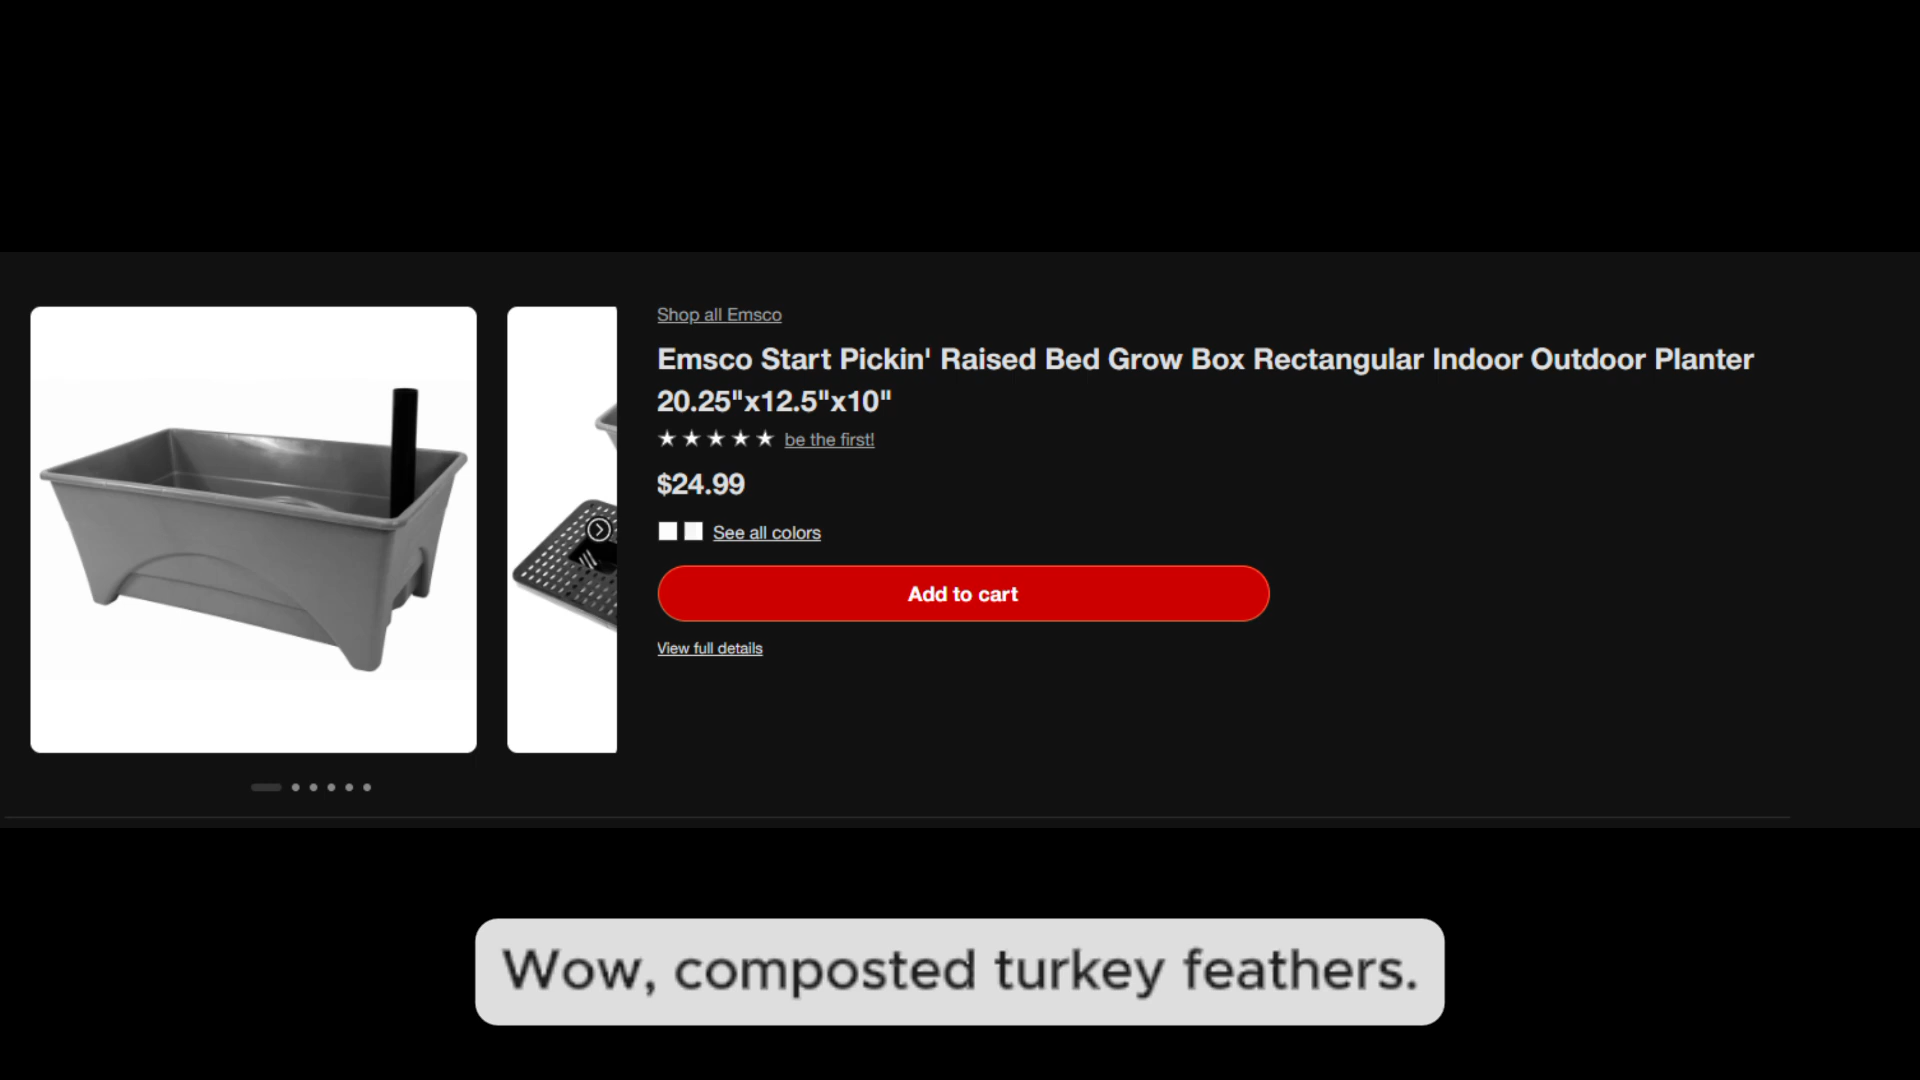 Shop all Emsco
Emsco Start Pickin' Raised Bed Grow Box Rectangular Indoor Outdoor Planter
20.25"x12.5"x10"
be the first!
$24.99
See all colors
Add to cart
View full details
Wow, composted turkey feathers.